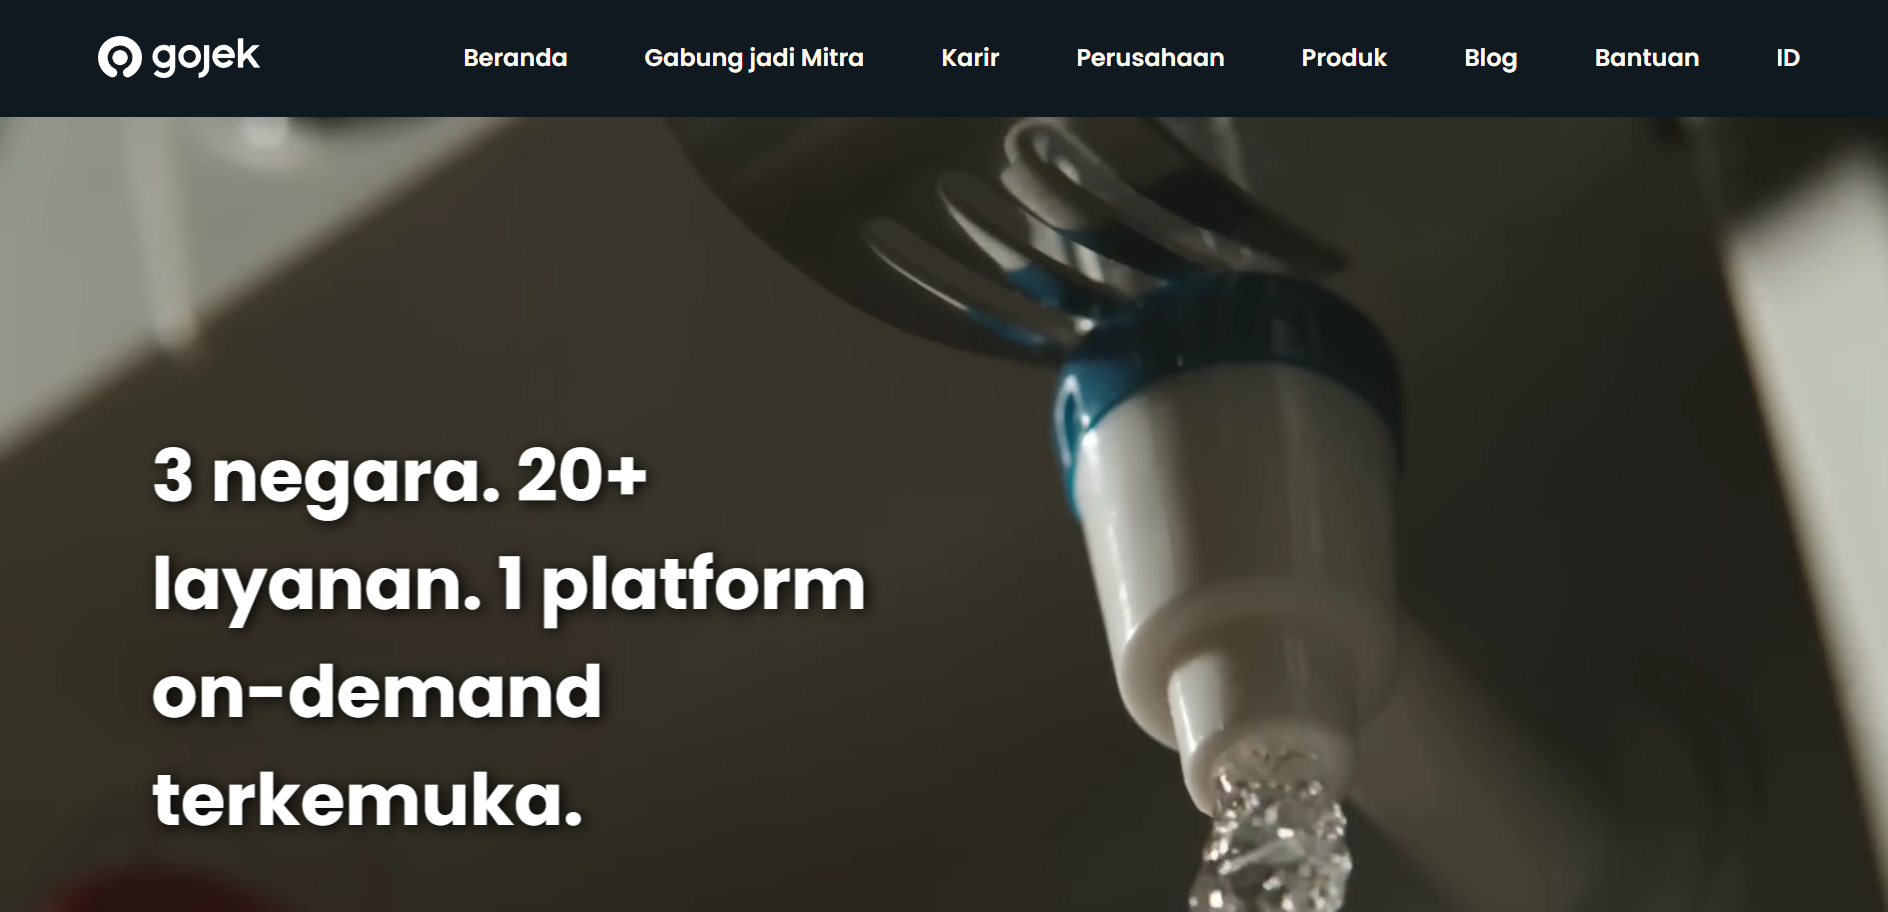 gojek
Beranda
Gabung jadi Mitra
Karir
Perusahaan
Produk
Blog
Bantuan
ID
3 negara. 20+
layanan. 1 platform
on-demand
terkemuka.